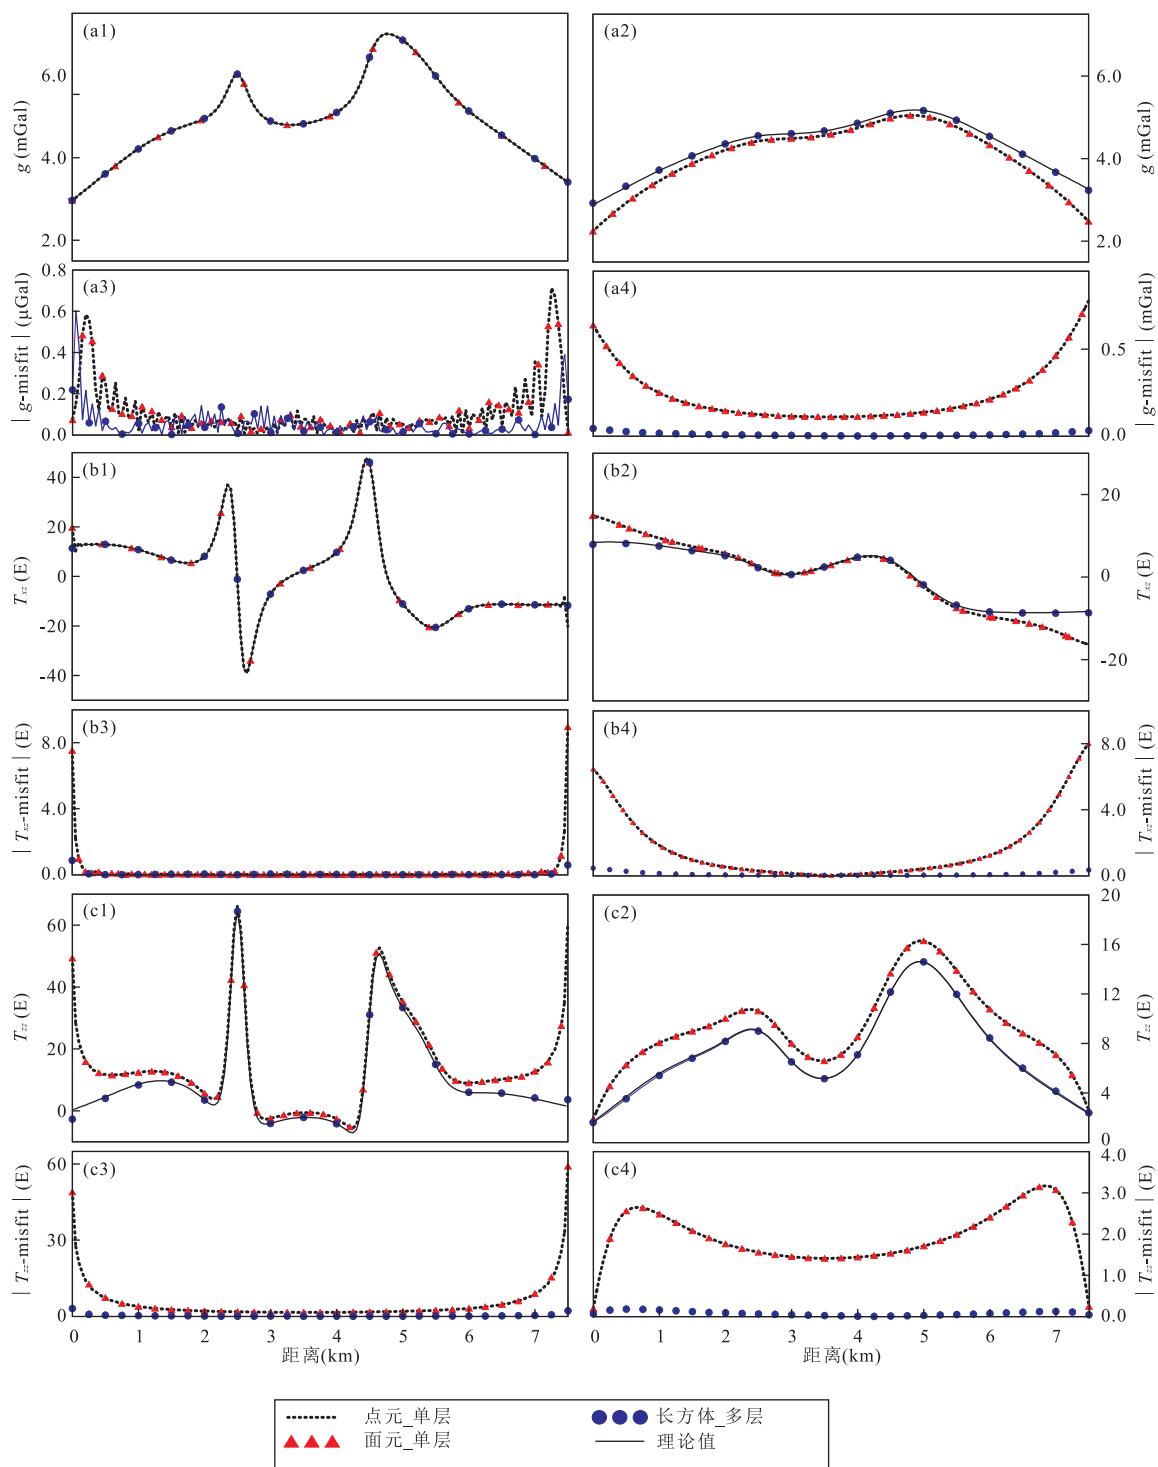 (a1)
g (mGal)
6.0
4.0
2.0
(a2)
g (mGal)
6.0
4.0
2.0
(a3)
| g-misfit | (μGal)
0.8
0.6
0.4
0.2
0.0
(a4)
| g-misfit | (mGal)
0.5
0.0
(b1)
Txz (E)
40
20
0
-20
-40
(b2)
Txz (E)
20
0
-20
(b3)
| Txz-misfit | (E)
8.0
4.0
0.0
(b4)
| Txz-misfit | (E)
8.0
4.0
0.0
(c1)
Tzz (E)
60
40
20
0
(c2)
Tzz (E)
20
16
12
8
4
0
(c3)
| Tzz-misfit | (E)
60
30
0
0 1 2 3 4 5 6 7
距离(km)
(c4)
| Tzz-misfit | (E)
4.0
3.0
2.0
1.0
0.0
0 1 2 3 4 5 6 7
距离(km)
点元_单层
长方体_多层
面元_单层
理论值